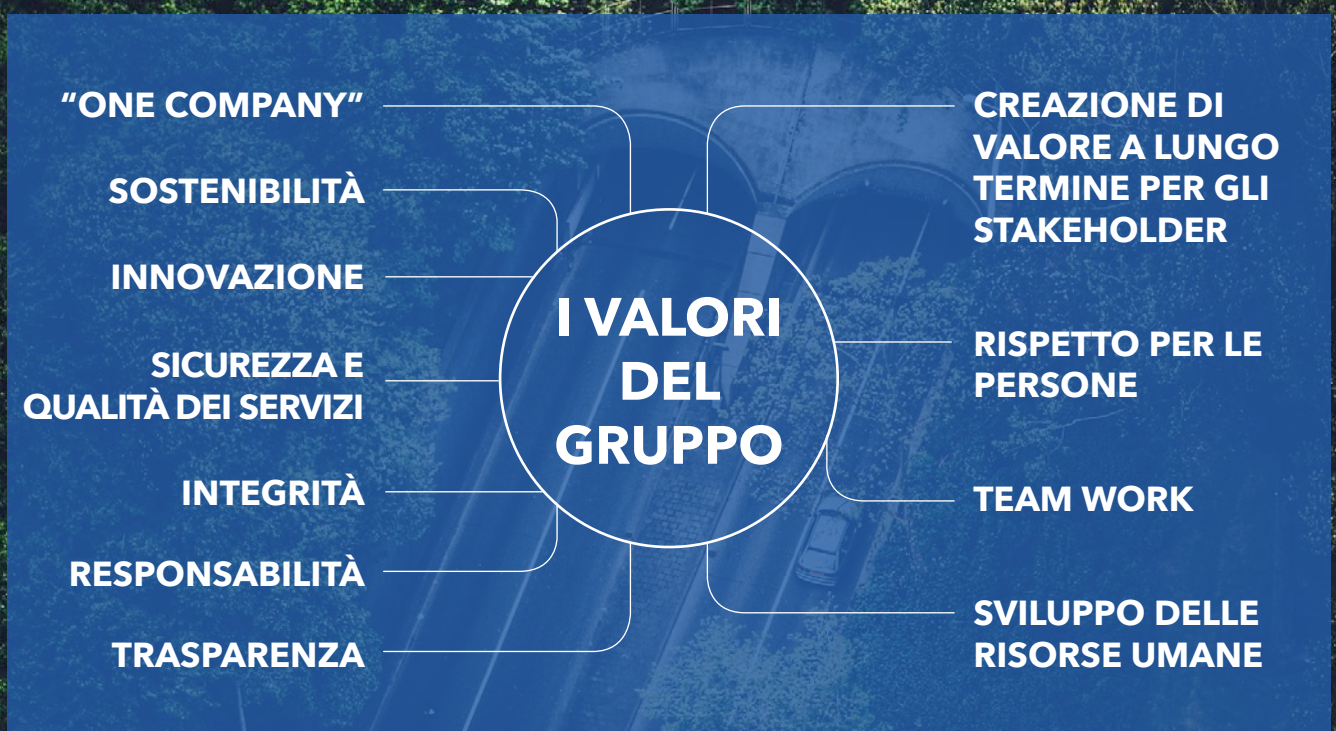 “ONE COMPANY”
SOSTENIBILITÀ
INNOVAZIONE
SICUREZZA E
QUALITÀ DEI SERVIZI
INTEGRITÀ
RESPONSABILITÀ
TRASPARENZA
I VALORI
DEL
GRUPPO
CREAZIONE DI
VALORE A LUNGO
TERMINE PER GLI
STAKEHOLDER
RISPETTO PER LE
PERSONE
TEAM WORK
SVILUPPO DELLE
RISORSE UMANE